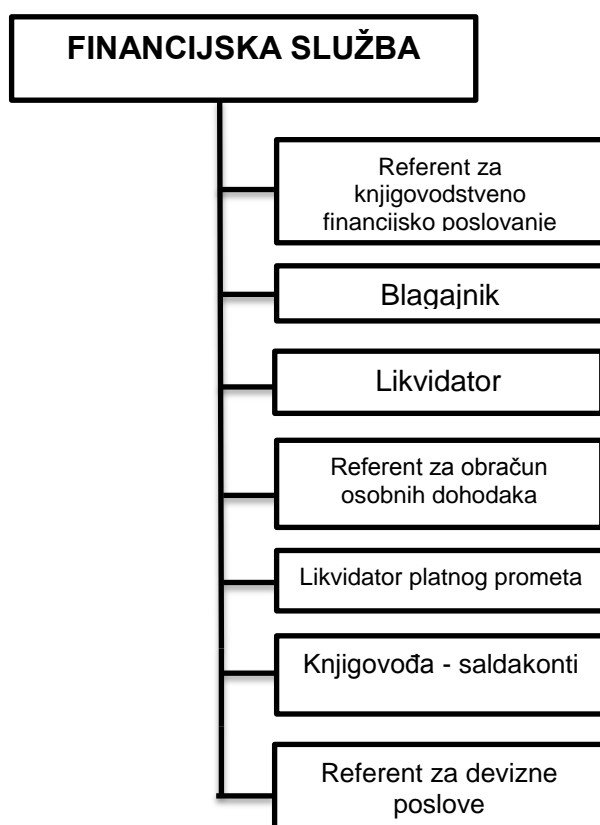 FINANCIJSKA SLUŽBA
Referent za
knjigovodstveno
financijsko poslovanje
Blagajnik
Likvidator
Referent za obračun
osobnih dohodaka
Likvidator platnog prometa
Knjigovođa - saldakonti
Referent za devizne
poslove